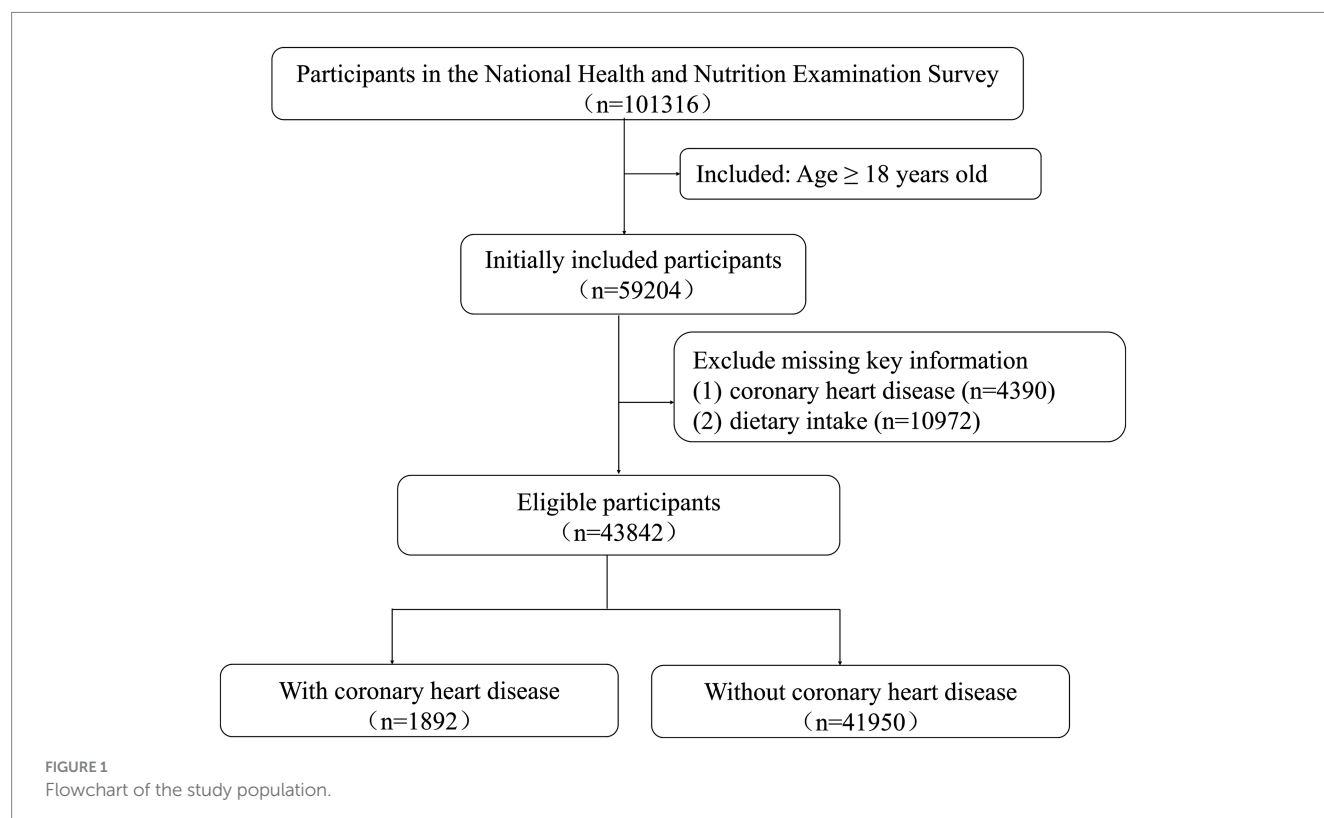 Participants in the National Health and Nutrition Examination Survey
（n=101316）
Included: Age ≥ 18 years old
Initially included participants
（n=59204）
Exclude missing key information
(1) coronary heart disease (n=4390)
(2) dietary intake (n=10972)
Eligible participants
（n=43842）
With coronary heart disease
（n=1892）
Without coronary heart disease
（n=41950）
FIGURE 1
Flowchart of the study population.